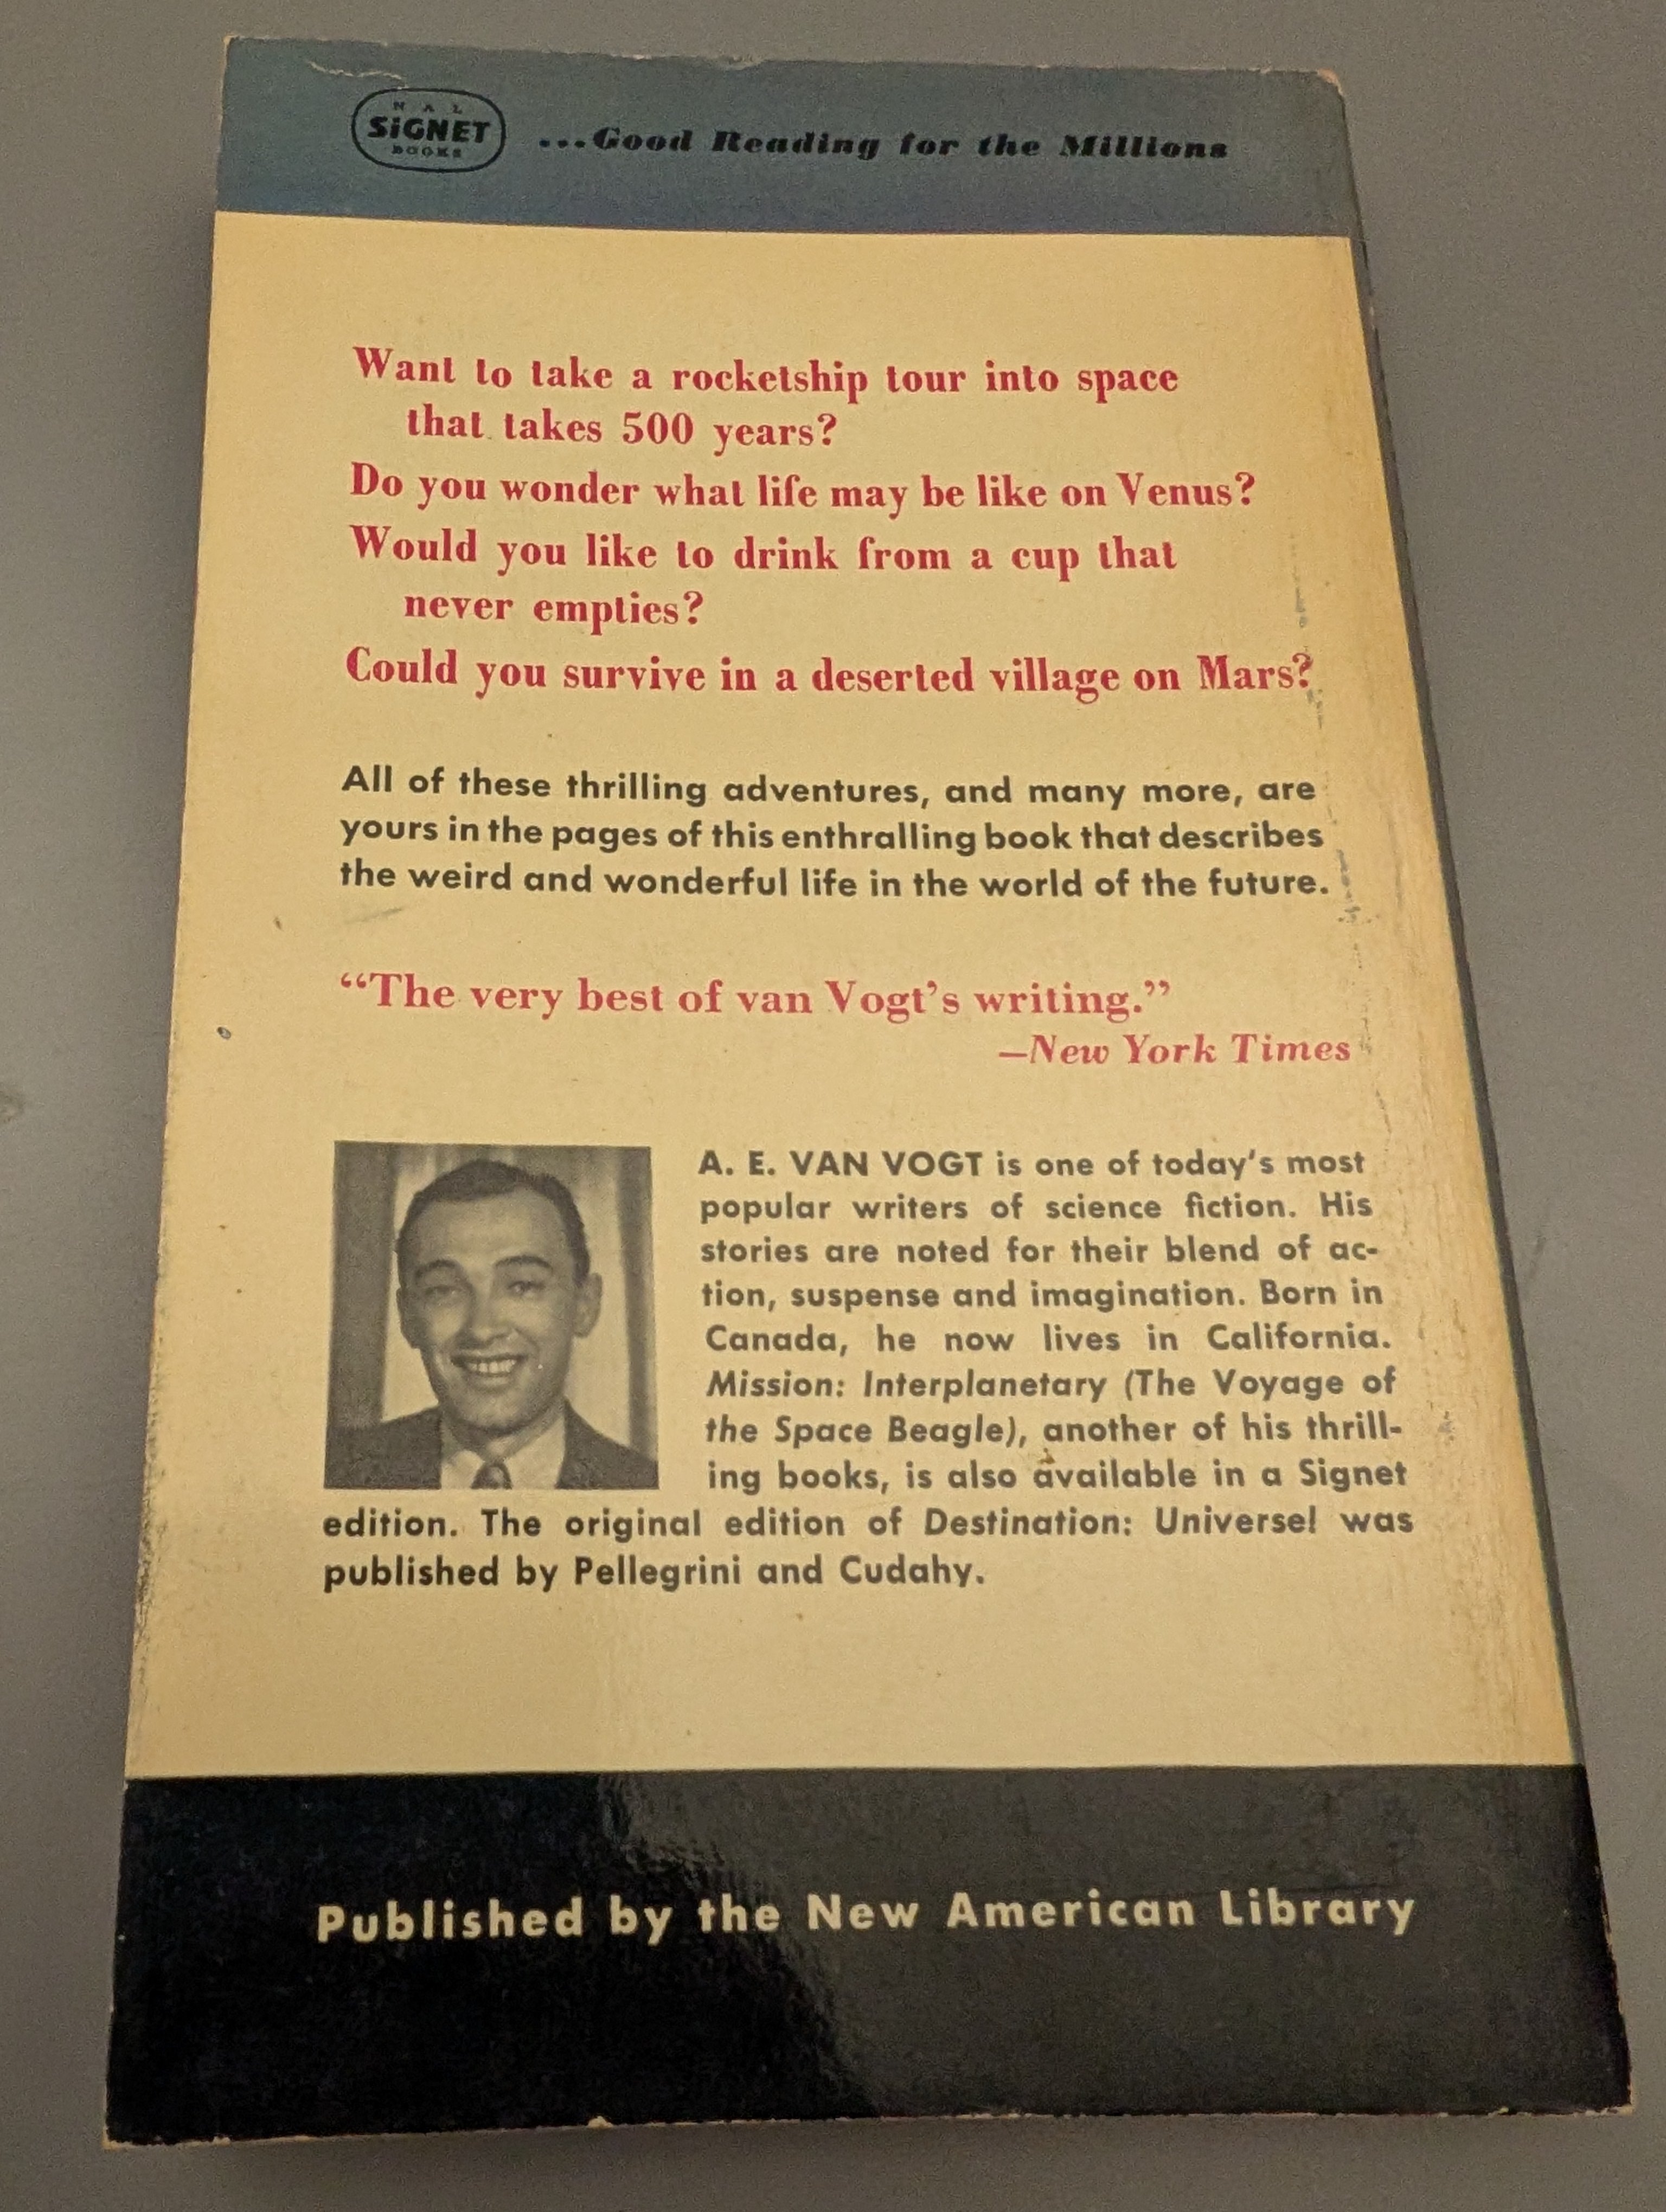 N A L
SiGNET
BOOKS
...Good Reading for the Millions
Want to take a rocketship tour into space
that takes 500 years?
Do you wonder what life may be like on Venus?
Would you like to drink from a cup that
never empties?
Could you survive in a deserted village on Mars?
All of these thrilling adventures, and many more, are
yours in the pages of this enthralling book that describes
the weird and wonderful life in the world of the future.
“The very best of van Vogt’s writing.”
—New York Times
A. E. VAN VOGT is one of today's most
popular writers of science fiction. His
stories are noted for their blend of ac-
tion, suspense and imagination. Born in
Canada, he now lives in California.
Mission: Interplanetary (The Voyage of
the Space Beagle), another of his thrill-
ing books, is also available in a Signet
edition. The original edition of Destination: Universe! was
published by Pellegrini and Cudahy.
Published by the New American Library